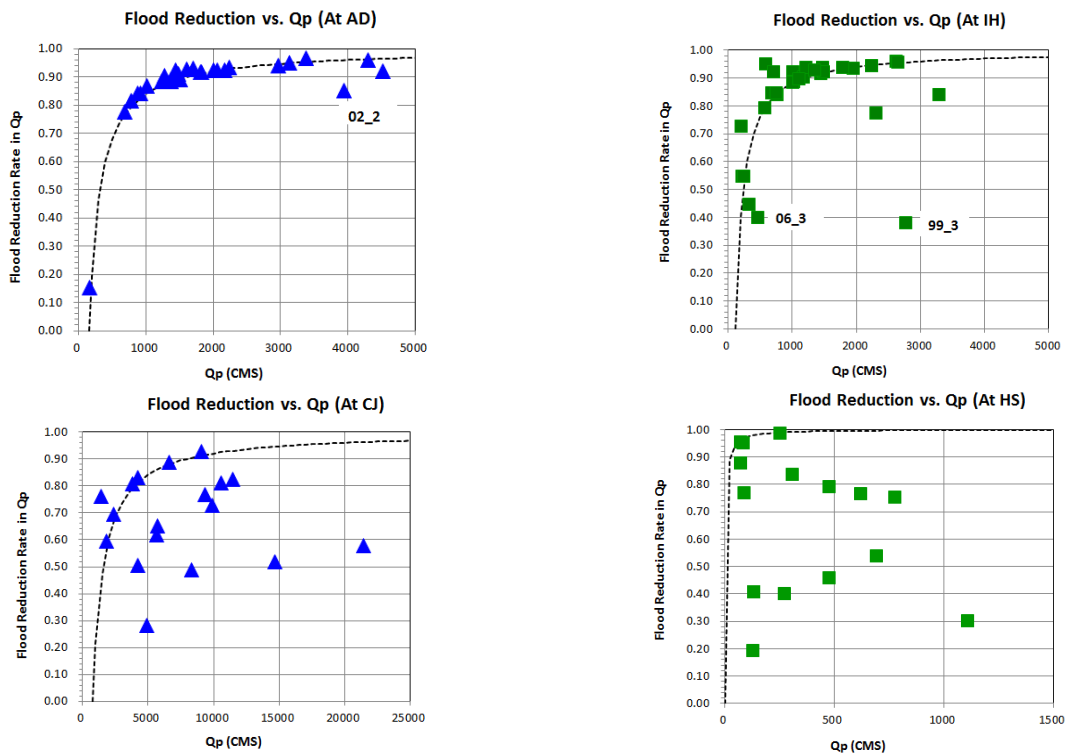 Flood Reduction vs. Qp (At AD)
Flood Reduction Rate in Qp
1.00
0.90
0.80
0.70
0.60
0.50
0.40
0.30
0.20
0.10
0.00
02_2
0 1000 2000 3000 4000 5000
Qp (CMS)
Flood Reduction vs. Qp (At IH)
Flood Reduction Rate in Qp
1.00
0.90
0.80
0.70
0.60
0.50
0.40
0.30
0.20
0.10
0.00
06_3
99_3
0 1000 2000 3000 4000 5000
Qp (CMS)
Flood Reduction vs. Qp (At CJ)
Flood Reduction Rate in Qp
1.00
0.90
0.80
0.70
0.60
0.50
0.40
0.30
0.20
0.10
0.00
0 5000 10000 15000 20000 25000
Qp (CMS)
Flood Reduction vs. Qp (At HS)
Flood Reduction Rate in Qp
1.00
0.90
0.80
0.70
0.60
0.50
0.40
0.30
0.20
0.10
0.00
0 500 1000 1500
Qp (CMS)